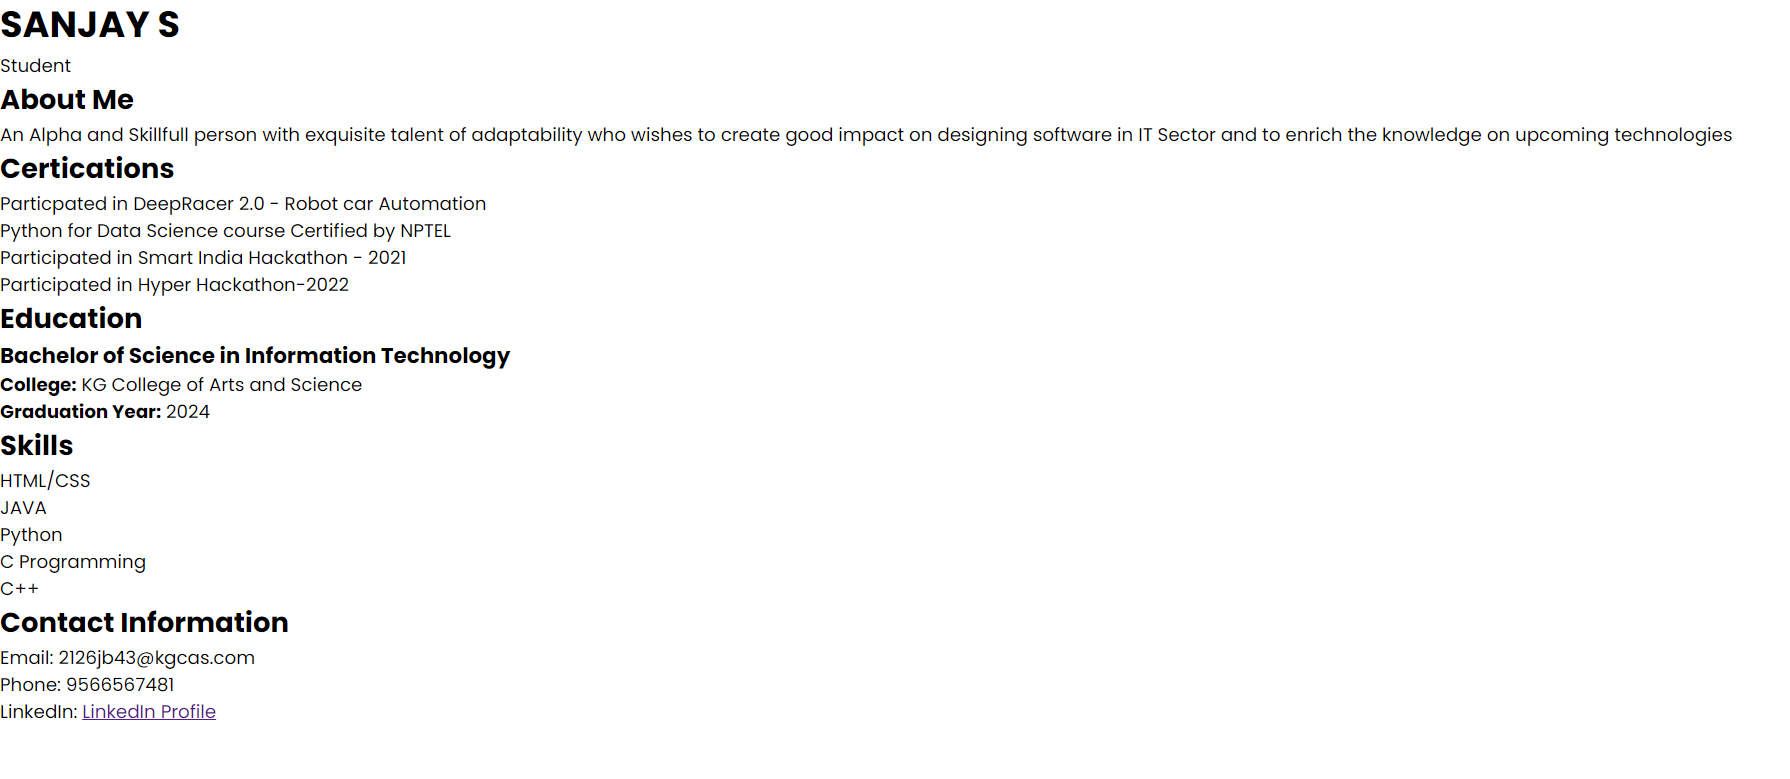 SANJAY S
Student
About Me
An Alpha and Skillfull person with exquisite talent of adaptability who wishes to create good impact on designing software in IT Sector and to enrich the knowledge on upcoming technologies
Certications
Particpated in DeepRacer 2.0 - Robot car Automation
Python for Data Science course Certified by NPTEL
Participated in Smart India Hackathon - 2021
Participated in Hyper Hackathon-2022
Education
Bachelor of Science in Information Technology
College: KG College of Arts and Science
Graduation Year: 2024
Skills
HTML/CSS
JAVA
Python
C Programming
C++
Contact Information
Email: 2126jb43@kgcas.com
Phone: 9566567481
LinkedIn: LinkedIn Profile